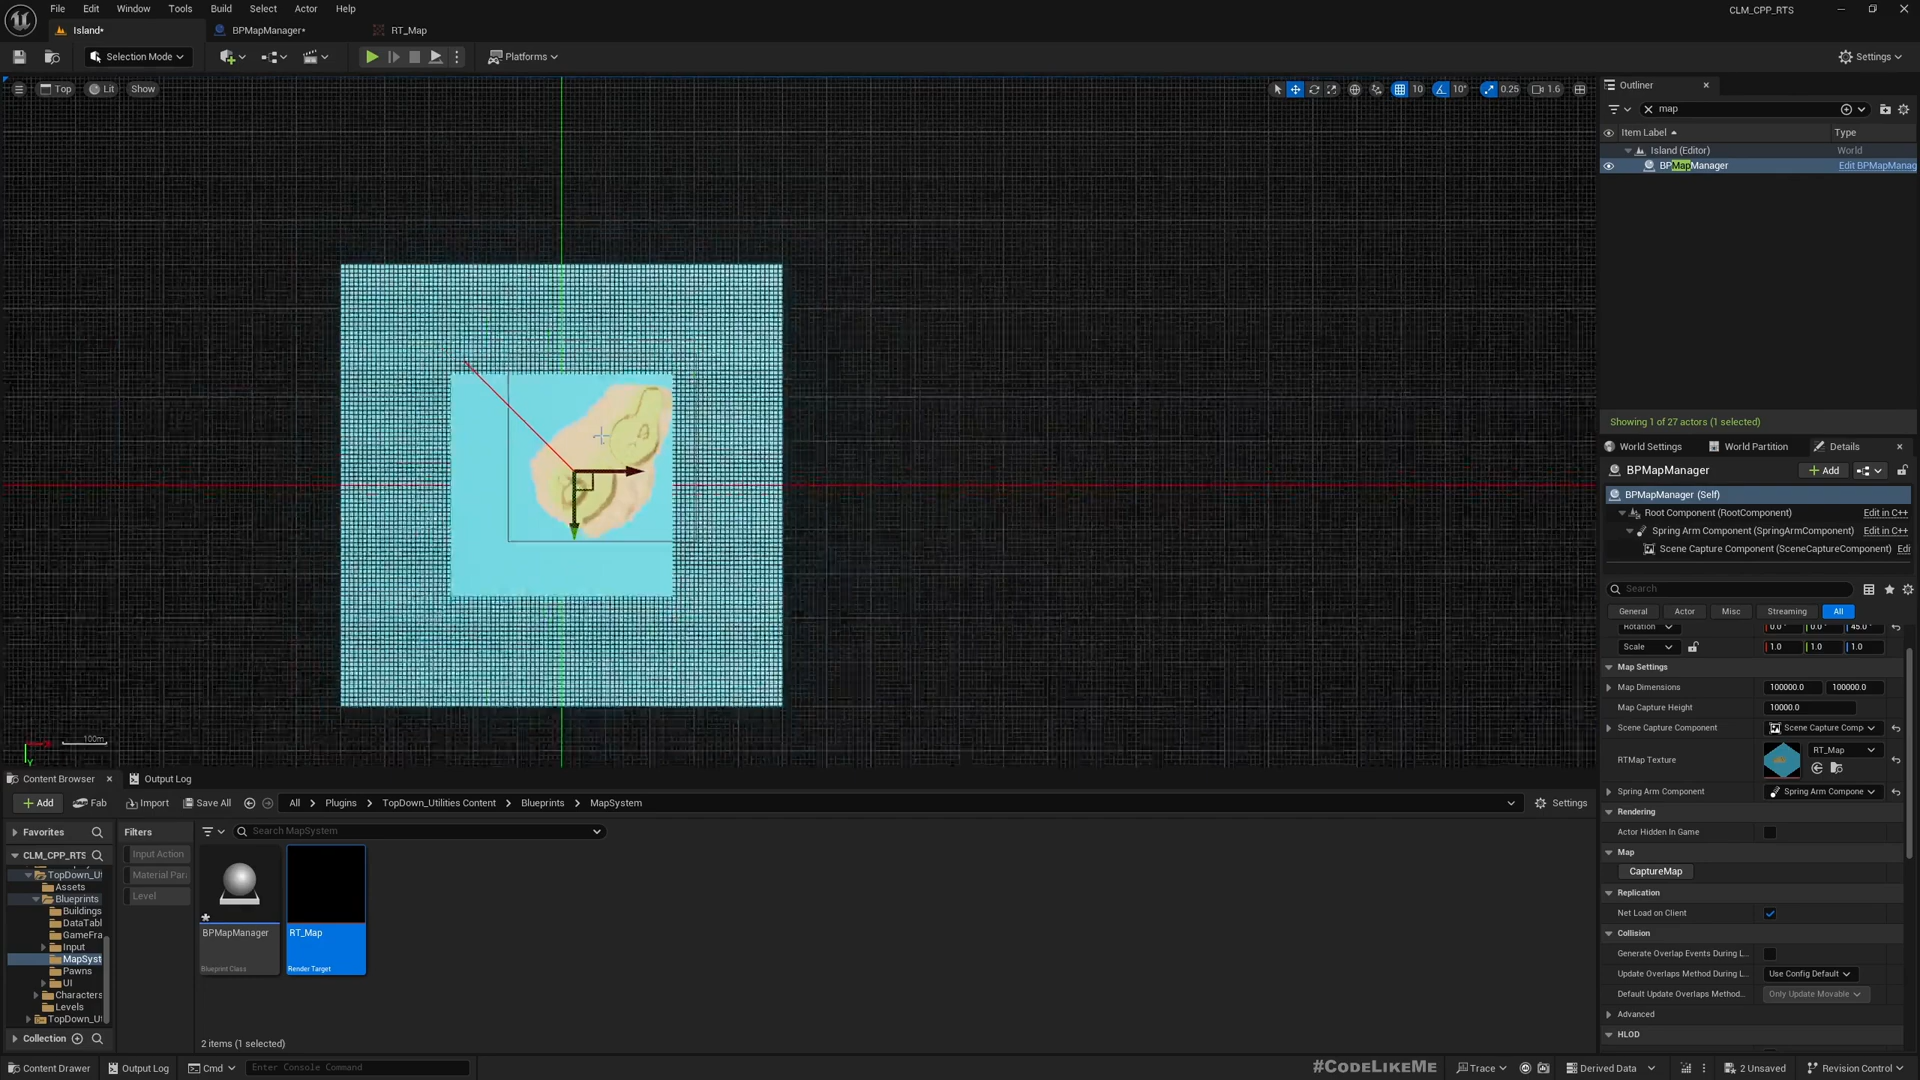 File Edit Window Tools Build Select Actor Help
CLM_CPP_RTS
Island•
BPMapManager•
RT_Map
Selection Mode
Platforms
Settings
Top
Lit
Show
10
10°
0.25
1.6
100m
Outliner
map
Item Label
Type
Island (Editor)
World
BPMapManager
Edit BPMapManag
Showing 1 of 27 actors (1 selected)
World Settings
World Partition
Details
BPMapManager
Add
BPMapManager (Self)
Root Component (RootComponent)
Edit in C++
Spring Arm Component (SpringArmComponent)
Edit in C++
Scene Capture Component (SceneCaptureComponent)
Edi
Search
General
Actor
Misc
Streaming
All
Rotation
0.0°
0.0°
45.0°
Scale
1.0
1.0
1.0
Map Settings
Map Dimensions
100000.0
100000.0
Map Capture Height
10000.0
Scene Capture Component
Scene Capture Comp
RTMap Texture
RT_Map
Spring Arm Component
Spring Arm Compone
Rendering
Actor Hidden In Game
Map
CaptureMap
Replication
Net Load on Client
Collision
Generate Overlap Events During L...
Update Overlaps Method During L...
Use Config Default
Default Update Overlaps Method...
Only Update Movable
Advanced
HLOD
Content Browser
Output Log
Add
Fab
Import
Save All
All
Plugins
TopDown_Utilities Content
Blueprints
MapSystem
Settings
Favorites
CLM_CPP_RTS
TopDown_Ut
Assets
Blueprints
Buildings
DataTabl
GameFra
Input
MapSyst
Pawns
UI
Characters
Levels
TopDown_Ut
Collection
Filters
Input Action
Material Par
Level
Search MapSystem
BPMapManager
Blueprint Class
RT_Map
Render Target
2 items (1 selected)
Content Drawer
Output Log
Cmd
Enter Console Command
#CODELIKEME
Trace
Derived Data
2 Unsaved
Revision Control